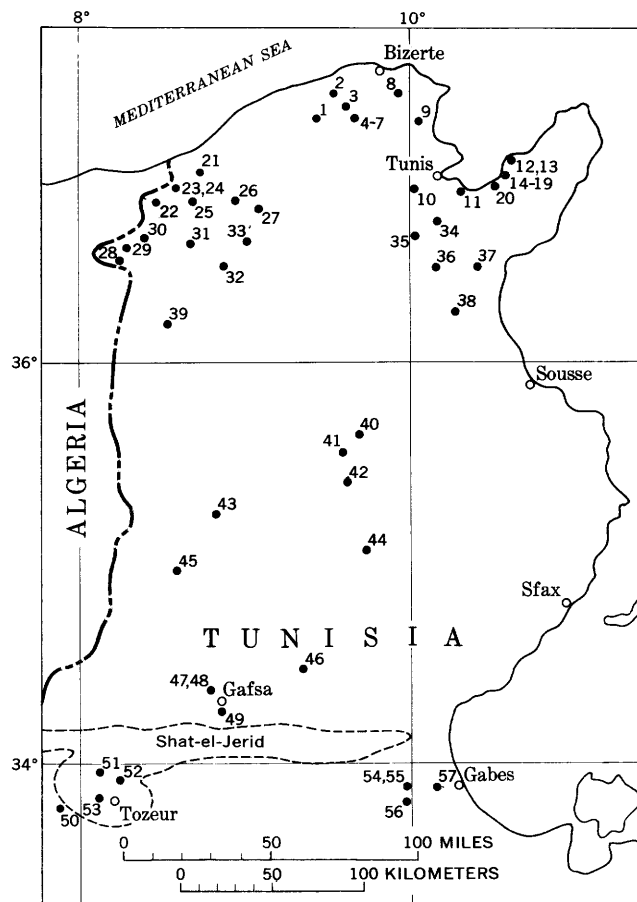 8° 10°
MEDITERRANEAN SEA
Bizerte
2 3 8
1 4-7 9
Tunis
12,13
14-19
21
23,24 26
22 25 27
10 11 20
30 31 33
34
28 29 32
35 36 37
39
38
36°
Sousse
ALGERIA
40
41
42
43
44
45
Sfax
TUNISIA
46
47,48 Gafsa
49
Shat-el-Jerid
34°
51 52
54,55 57 Gabes
50 53 Tozeur
56
0 50 100 MILES
0 50 100 KILOMETERS